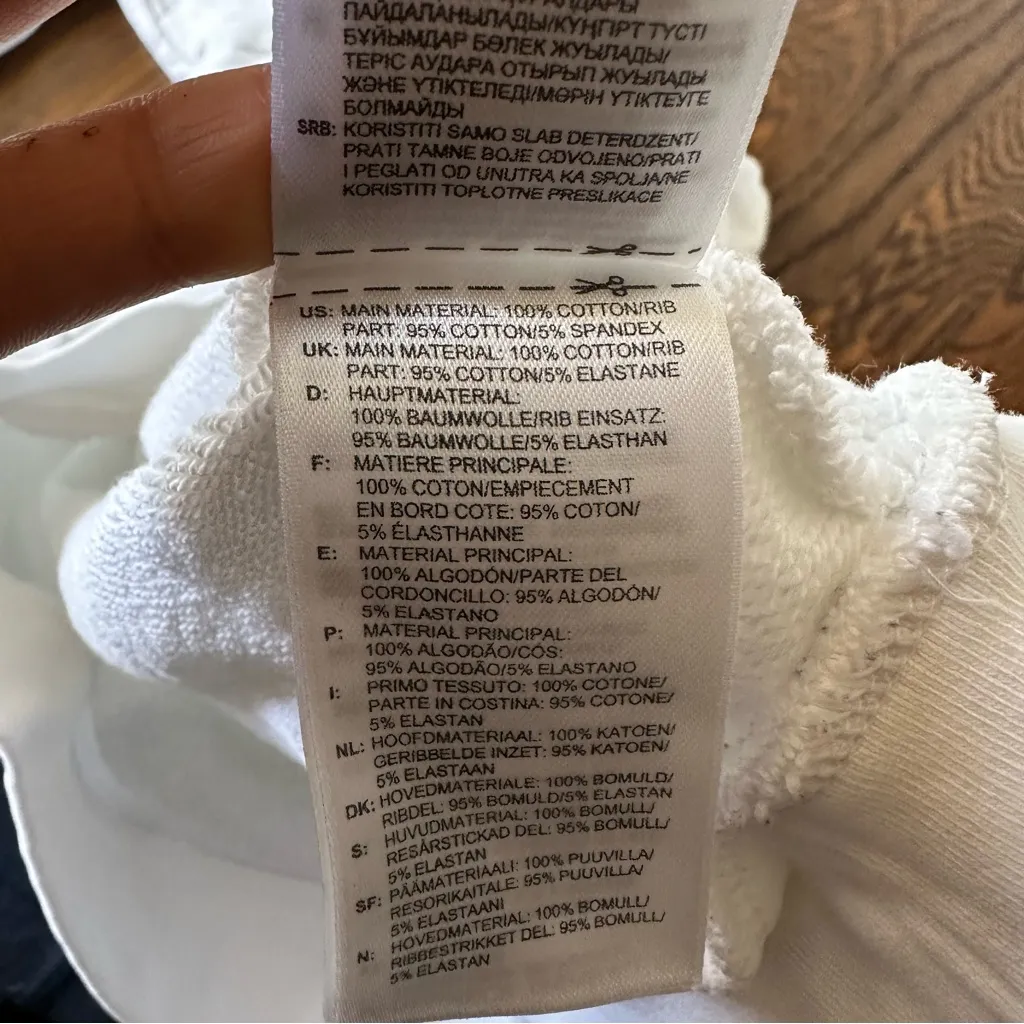 ПАЙДАЛАНЫЛАДЫ/КҮҢГІРТ ТҮСТІ
БҰЙЫМДАР БӨЛЕК ЖУЫЛАДЫ/
ТЕРІС АУДАРА ОТЫРЫП ЖУЫЛАДЫ
ЖӘНЕ ҮТІКТЕЛЕДІ/МӨРІН ҮТІКТЕУГЕ
БОЛМАЙДЫ
SRB: KORISTITI SAMO SLAB DETERDZENT/
PRATI TAMNE BOJE ODVOJENO/PRATI
I PEGLATI OD UNUTRA KA SPOLJA/NE
KORISTITI TOPLOTNE PRESLIKACE
US: MAIN MATERIAL: 100% COTTON/RIB
PART: 95% COTTON/5% SPANDEX
UK: MAIN MATERIAL: 100% COTTON/RIB
PART: 95% COTTON/5% ELASTANE
D: HAUPTMATERIAL:
100% BAUMWOLLE/RIB EINSATZ:
95% BAUMWOLLE/5% ELASTHAN
F: MATIERE PRINCIPALE:
100% COTON/EMPIECEMENT
EN BORD COTE: 95% COTON/
5% ÉLASTHANNE
E: MATERIAL PRINCIPAL:
100% ALGODÓN/PARTE DEL
CORDONCILLO: 95% ALGODÓN/
5% ELASTANO
P: MATERIAL PRINCIPAL:
100% ALGODÃO/CÓS:
95% ALGODÃO/5% ELASTANO
I: PRIMO TESSUTO: 100% COTONE/
PARTE IN COSTINA: 95% COTONE/
5% ELASTAN
NL: HOOFDMATERIAAL: 100% KATOEN/
GERIBBELDE INZET: 95% KATOEN/
5% ELASTAAN
DK: HOVEDMATERIALE: 100% BOMULD/
RIBDEL: 95% BOMULD/5% ELASTAN
S: HUVUDMATERIAL: 100% BOMULL/
RESÅRSTICKAD DEL: 95% BOMULL/
5% ELASTAN
SF: PÄÄMATERIAALI: 100% PUUVILLA/
RESORIKAITALE: 95% PUUVILLA/
5% ELASTAANI
N: HOVEDMATERIAL: 100% BOMULL/
RIBBESTRIKKET DEL: 95% BOMULL/
5% ELASTAN